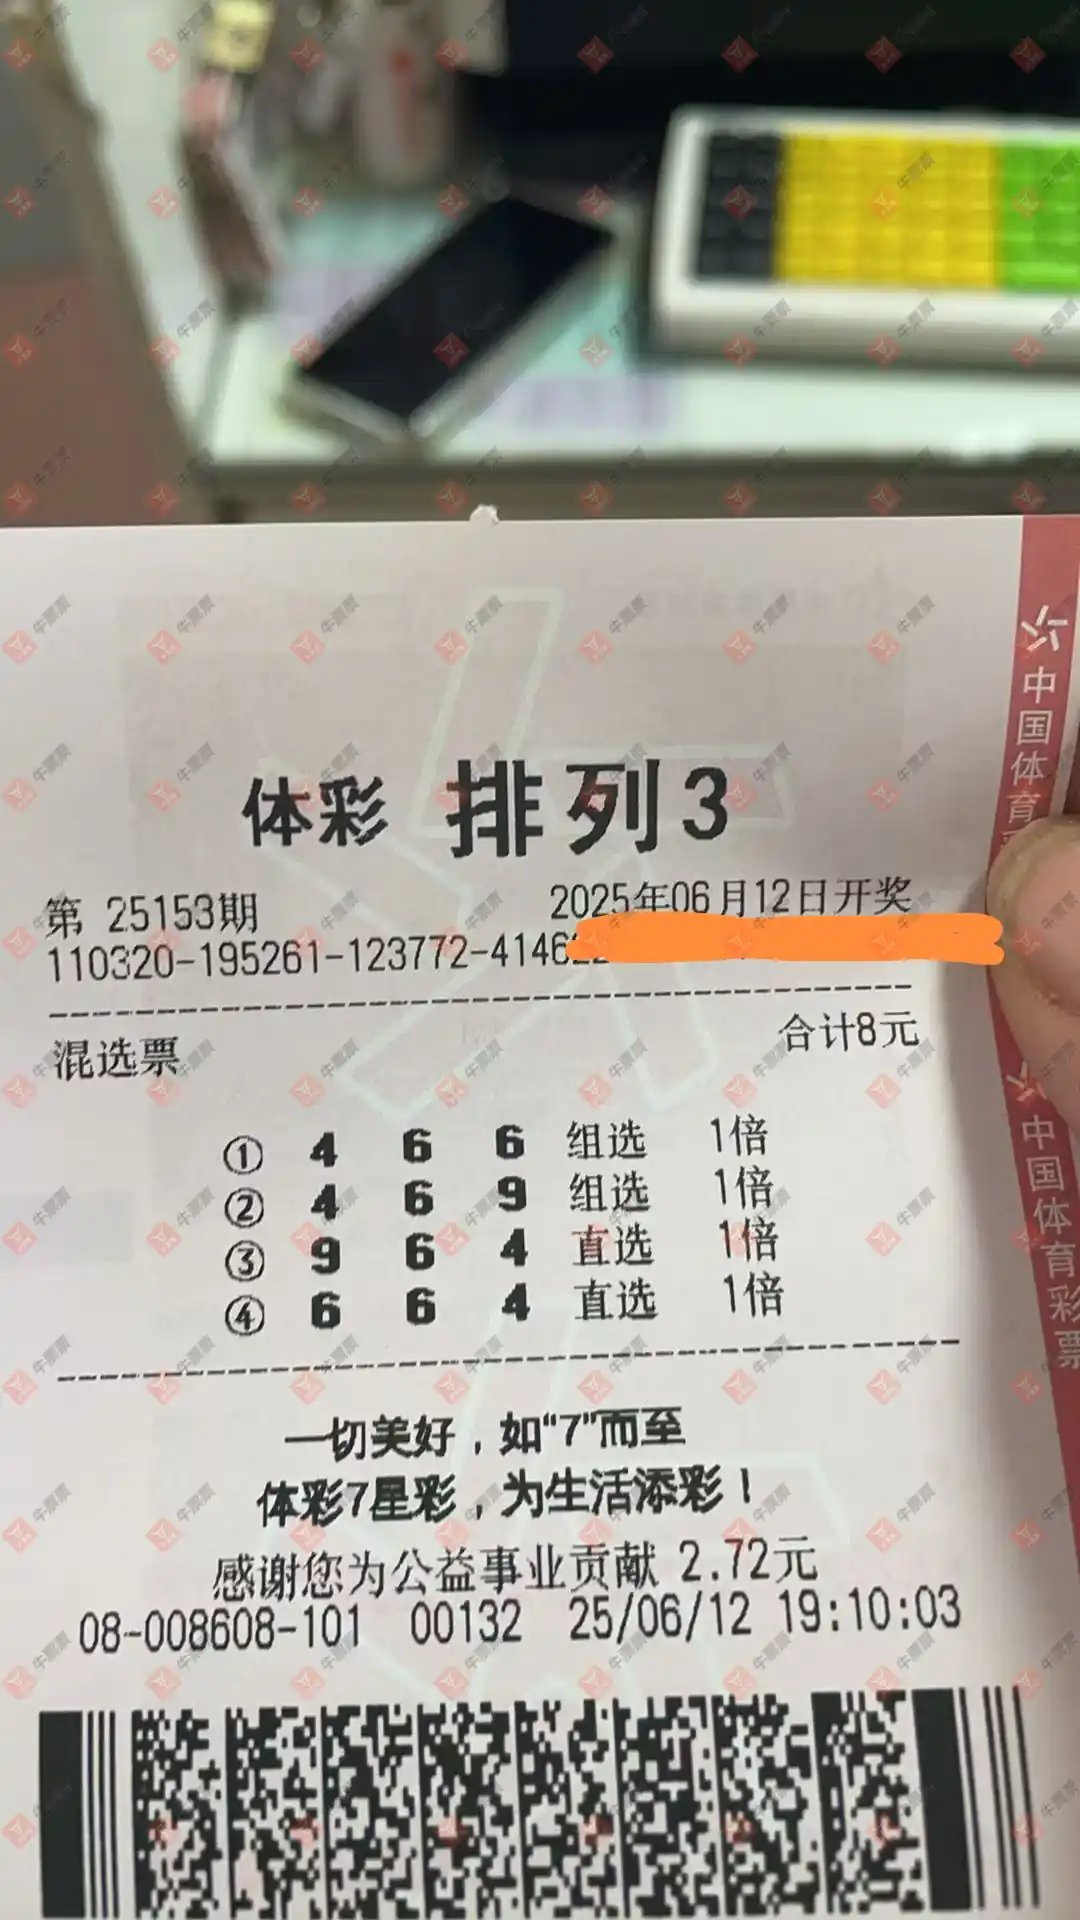 体彩 排列3
第 25153期 2025年06月12日开奖
110320-195261-123772-4146
混选票 合计8元
① 4 6 6 组选 1倍
② 4 6 9 组选 1倍
③ 9 6 4 直选 1倍
④ 6 6 4 直选 1倍
一切美好，如“7”而至
体彩7星彩，为生活添彩！
感谢您为公益事业贡献 2.72元
08-008608-101 00132 25/06/12 19:10:03
中国体育
中国体育彩票
牛票票